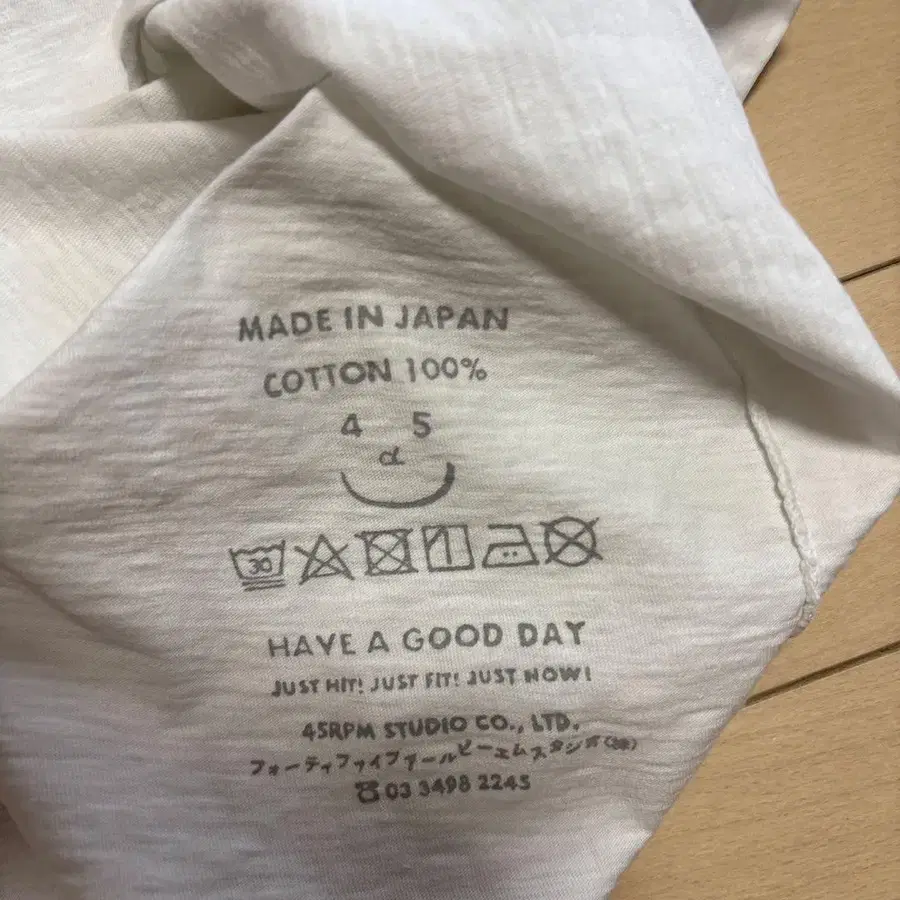 MADE IN JAPAN
COTTON 100%
4 5
α
30
HAVE A GOOD DAY
JUST HIT! JUST FIT! JUST NOW!
45RPM STUDIO CO., LTD.
フォーティファイブアールピーエムスタジオ(株)
☎03 3498 2245